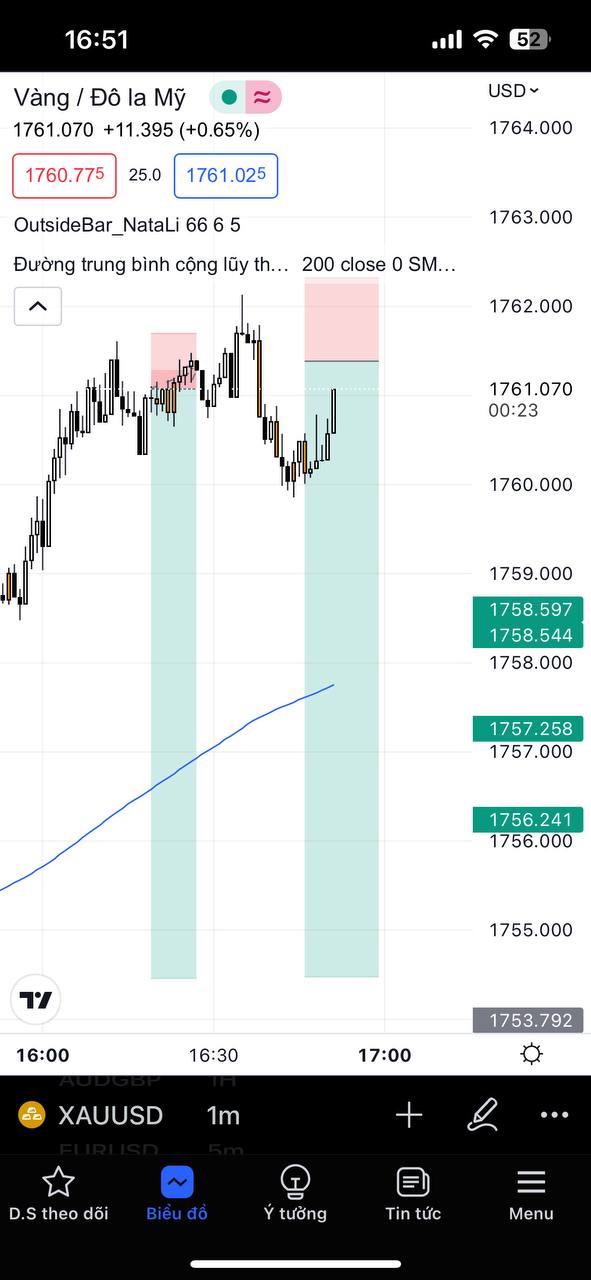 16:51
52
Vàng / Đô la Mỹ
USD
1761.070 +11.395 (+0.65%)
1764.000
1760.775 25.0 1761.025
1763.000
OutsideBar_NataLi 66 6 5
Đường trung bình cộng lũy th... 200 close 0 SM...
1762.000
1761.070
00:23
1760.000
1759.000
1758.597
1758.544
1758.000
1757.258
1757.000
1756.241
1756.000
1755.000
1753.792
16:00 16:30 17:00
AUDGBP 1H
XAUUSD 1m
EURUSD 5m
D.S theo dõi Biểu đồ Ý tưởng Tin tức Menu